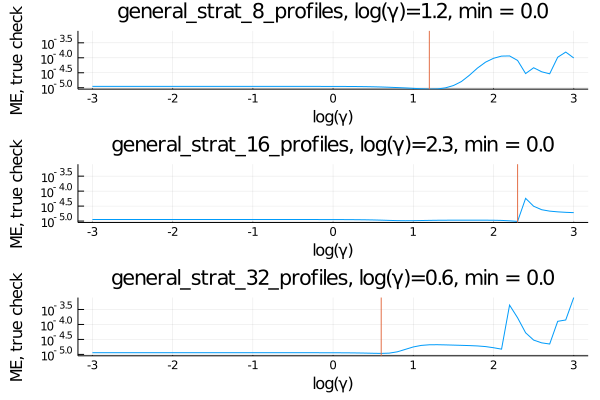 general_strat_8_profiles, log(γ)=1.2, min = 0.0
ME, true check
10^-3.5
10^-4.0
10^-4.5
10^-5.0
-3 -2 -1 0 1 2 3
log(γ)
general_strat_16_profiles, log(γ)=2.3, min = 0.0
ME, true check
10^-3.5
10^-4.0
10^-4.5
10^-5.0
-3 -2 -1 0 1 2 3
log(γ)
general_strat_32_profiles, log(γ)=0.6, min = 0.0
ME, true check
10^-3.5
10^-4.0
10^-4.5
10^-5.0
-3 -2 -1 0 1 2 3
log(γ)